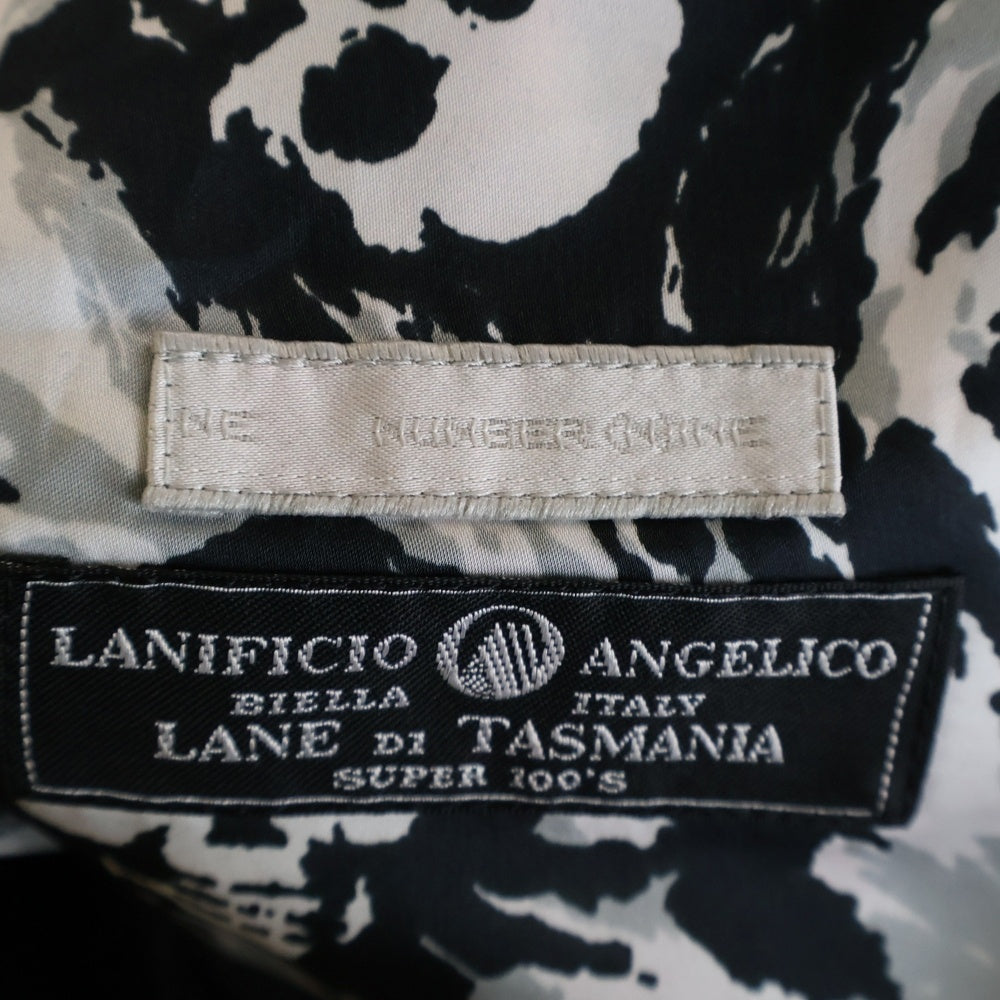 LANIFICIO ANGELICO
BIELLA ITALY
LANE DI TASMANIA
SUPER 100'S